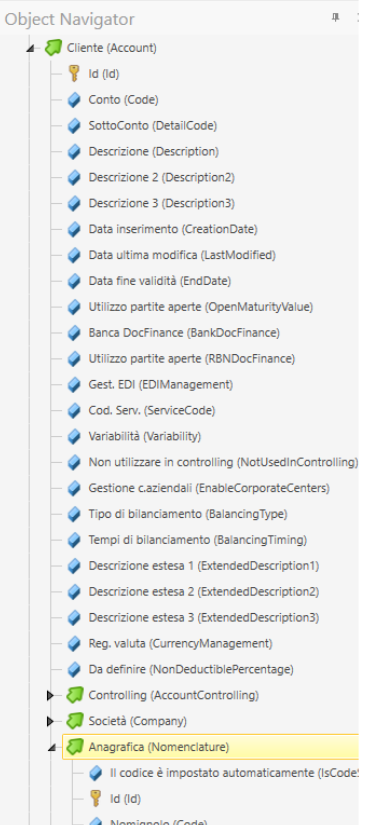 Object Navigator
Cliente (Account)
Id (Id)
Conto (Code)
SottoConto (DetailCode)
Descrizione (Description)
Descrizione 2 (Description2)
Descrizione 3 (Description3)
Data inserimento (CreationDate)
Data ultima modifica (LastModified)
Data fine validità (EndDate)
Utilizzo partite aperte (OpenMaturityValue)
Banca DocFinance (BankDocFinance)
Utilizzo partite aperte (RBNDocFinance)
Gest. EDI (EDIManagement)
Cod. Serv. (ServiceCode)
Variabilità (Variability)
Non utilizzare in controlling (NotUsedInControlling)
Gestione c.aziendali (EnableCorporateCenters)
Tipo di bilanciamento (BalancingType)
Tempi di bilanciamento (BalancingTiming)
Descrizione estesa 1 (ExtendedDescription1)
Descrizione estesa 2 (ExtendedDescription2)
Descrizione estesa 3 (ExtendedDescription3)
Reg. valuta (CurrencyManagement)
Da definire (NonDeductiblePercentage)
Controlling (AccountControlling)
Società (Company)
Anagrafica (Nomenclature)
Il codice è impostato automaticamente (IsCode
Id (Id)
Nomignolo (Code)